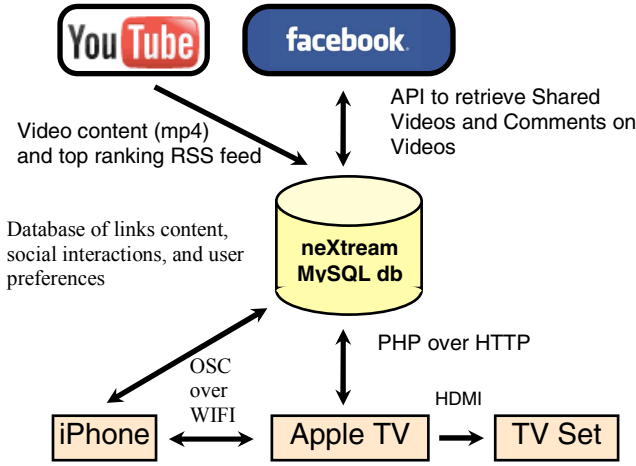 YouTube
facebook.
API to retrieve Shared
Videos and Comments on
Videos
Video content (mp4)
and top ranking RSS feed
Database of links content,
social interactions, and user
preferences
neXtream
MySQL db
PHP over HTTP
OSC
over
WIFI
HDMI
iPhone
Apple TV
TV Set